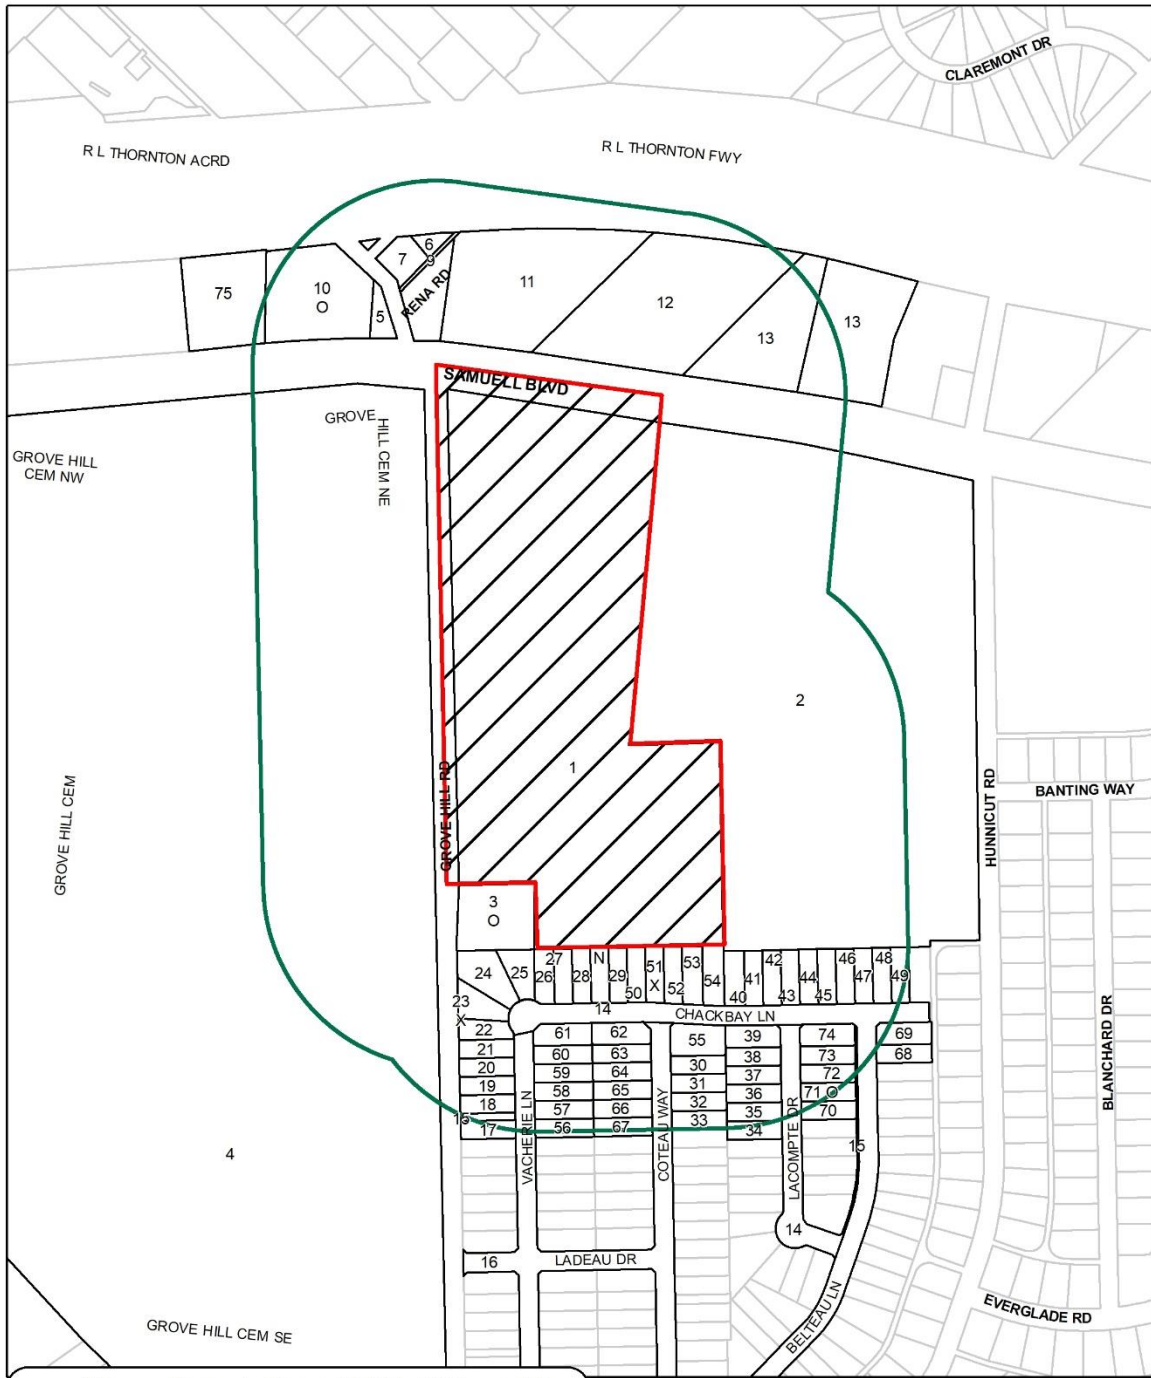 CLAREMONT DR
R L THORNTON ACRD
R L THORNTON FWY
6
7
9
RENA RD
11
12
13
13
75
10
O
5
SAMUELL BLVD
GROVE
HILL CEM NE
GROVE HILL
CEM NW
2
1
GROVE HILL RD
GROVE HILL CEM
HUNNICUT RD
BANTING WAY
3
O
27
N
51
X
53
42
46
48
24
25
26
28
29
50
52
54
40
41
43
44
45
47
49
23
X
14
CHACKBAY LN
22
61
62
55
39
74
69
21
60
63
38
73
68
20
59
64
30
37
72
19
58
65
31
36
71 O
18
57
66
32
35
70
16
17
56
67
33
34
VACHERIE LN
COTEAU WAY
LACOMPTE DR
BLANCHARD DR
4
15
14
16
LADEAU DR
BELTEAU LN
EVERGLADE RD
GROVE HILL CEM SE